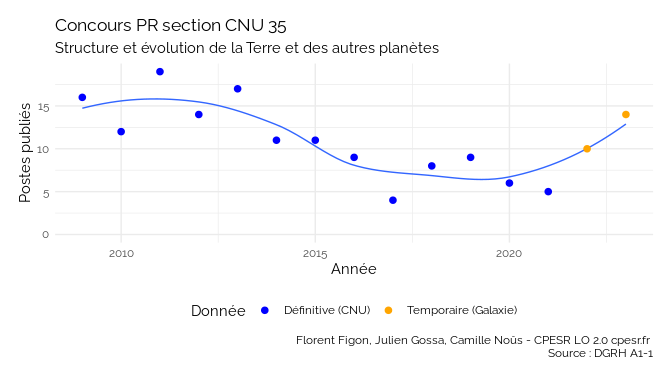 Concours PR section CNU 35
Structure et évolution de la Terre et des autres planètes
Postes publiés
15
10
5
0
2010 2015 2020
Année
Donnée Définitive (CNU) Temporaire (Galaxie)
Florent Figon, Julien Gossa, Camille Noûs - CPESR LO 2.0 cpesr.fr
Source : DGRH A1-1